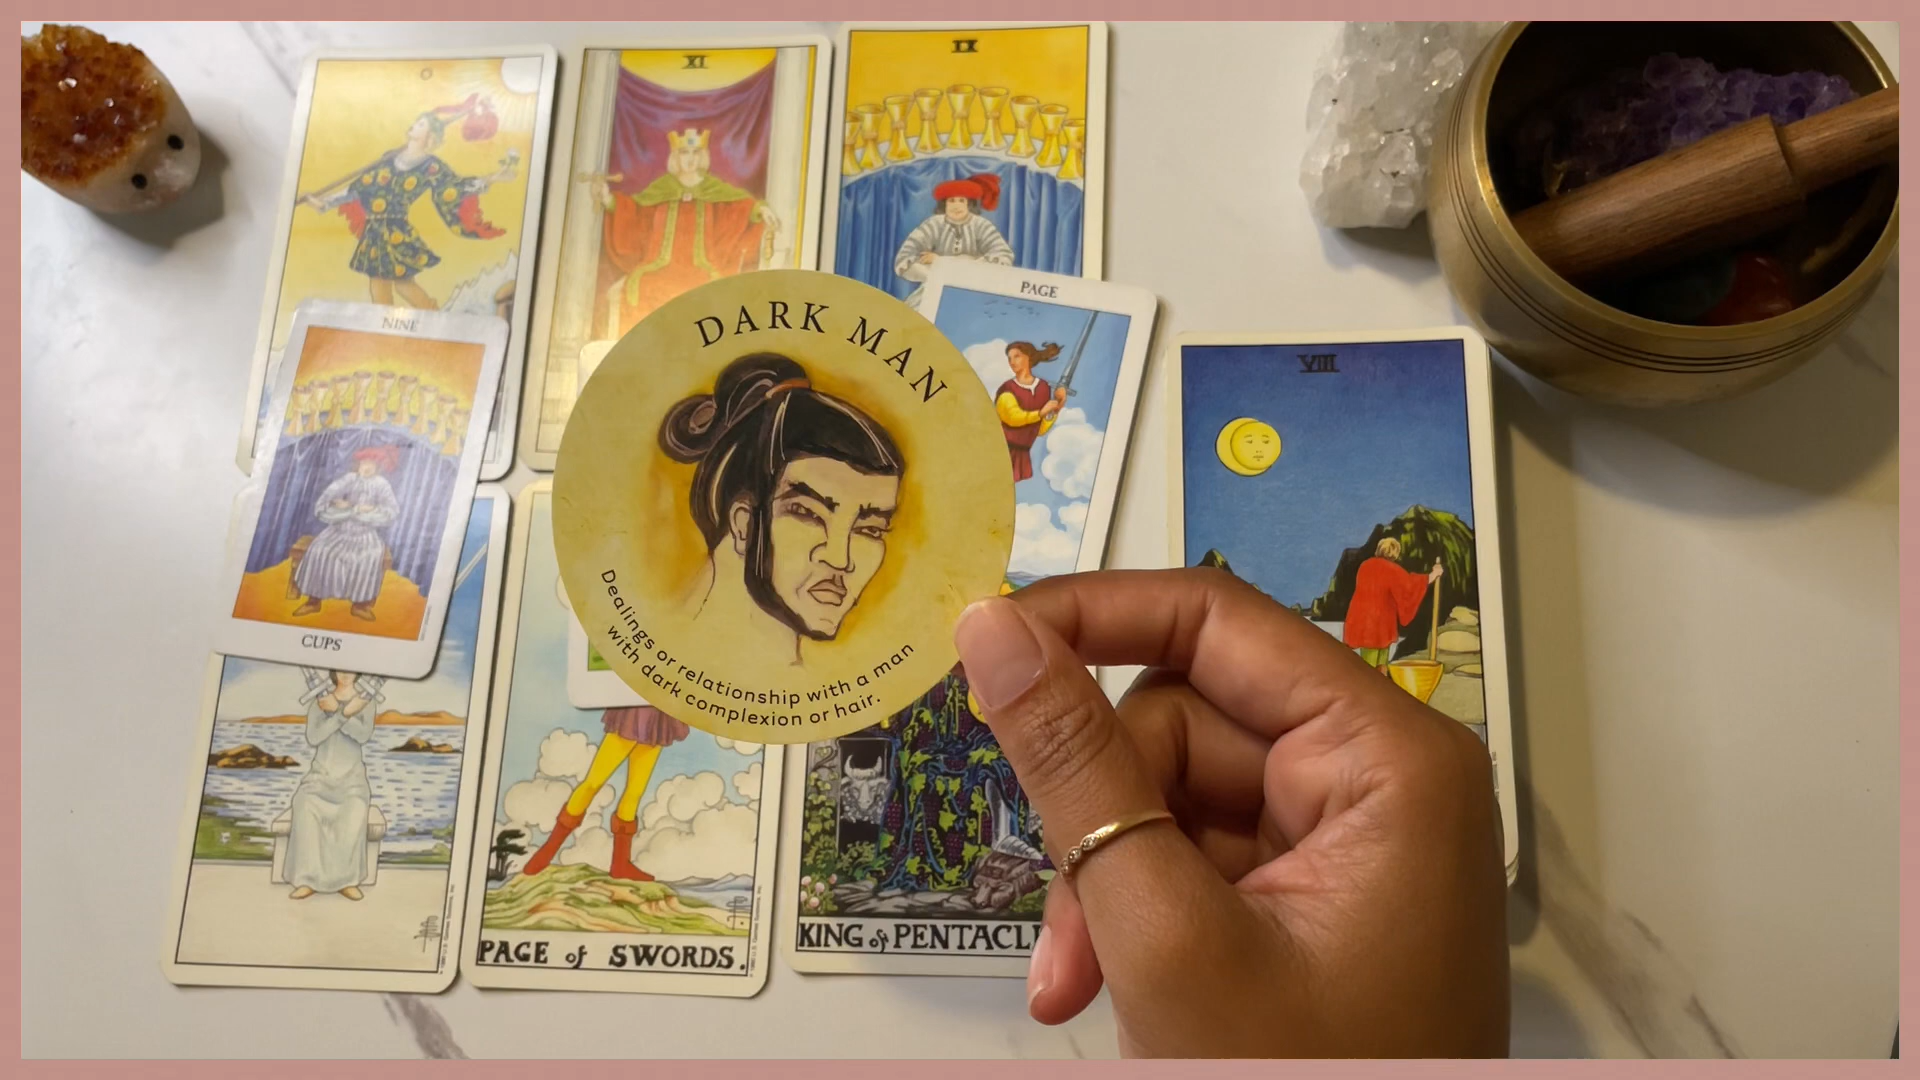 0
XI
IX
PAGE
NINE
VIII
DARK MAN
Dealings or relationship with a man
with dark complexion or hair.
CUPS
PAGE of SWORDS.
KING of PENTACL